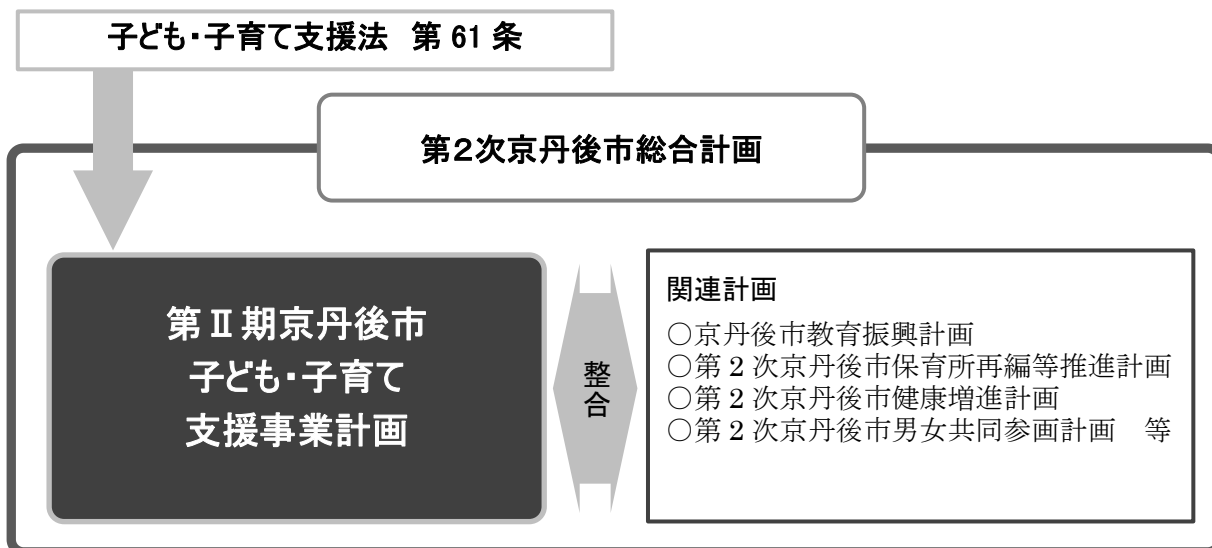 子ども・子育て支援法 第61条
第2次京丹後市総合計画
第Ⅱ期京丹後市
子ども・子育て
支援事業計画
整合
関連計画
○京丹後市教育振興計画
○第2次京丹後市保育所再編等推進計画
○第2次京丹後市健康増進計画
○第2次京丹後市男女共同参画計画 等